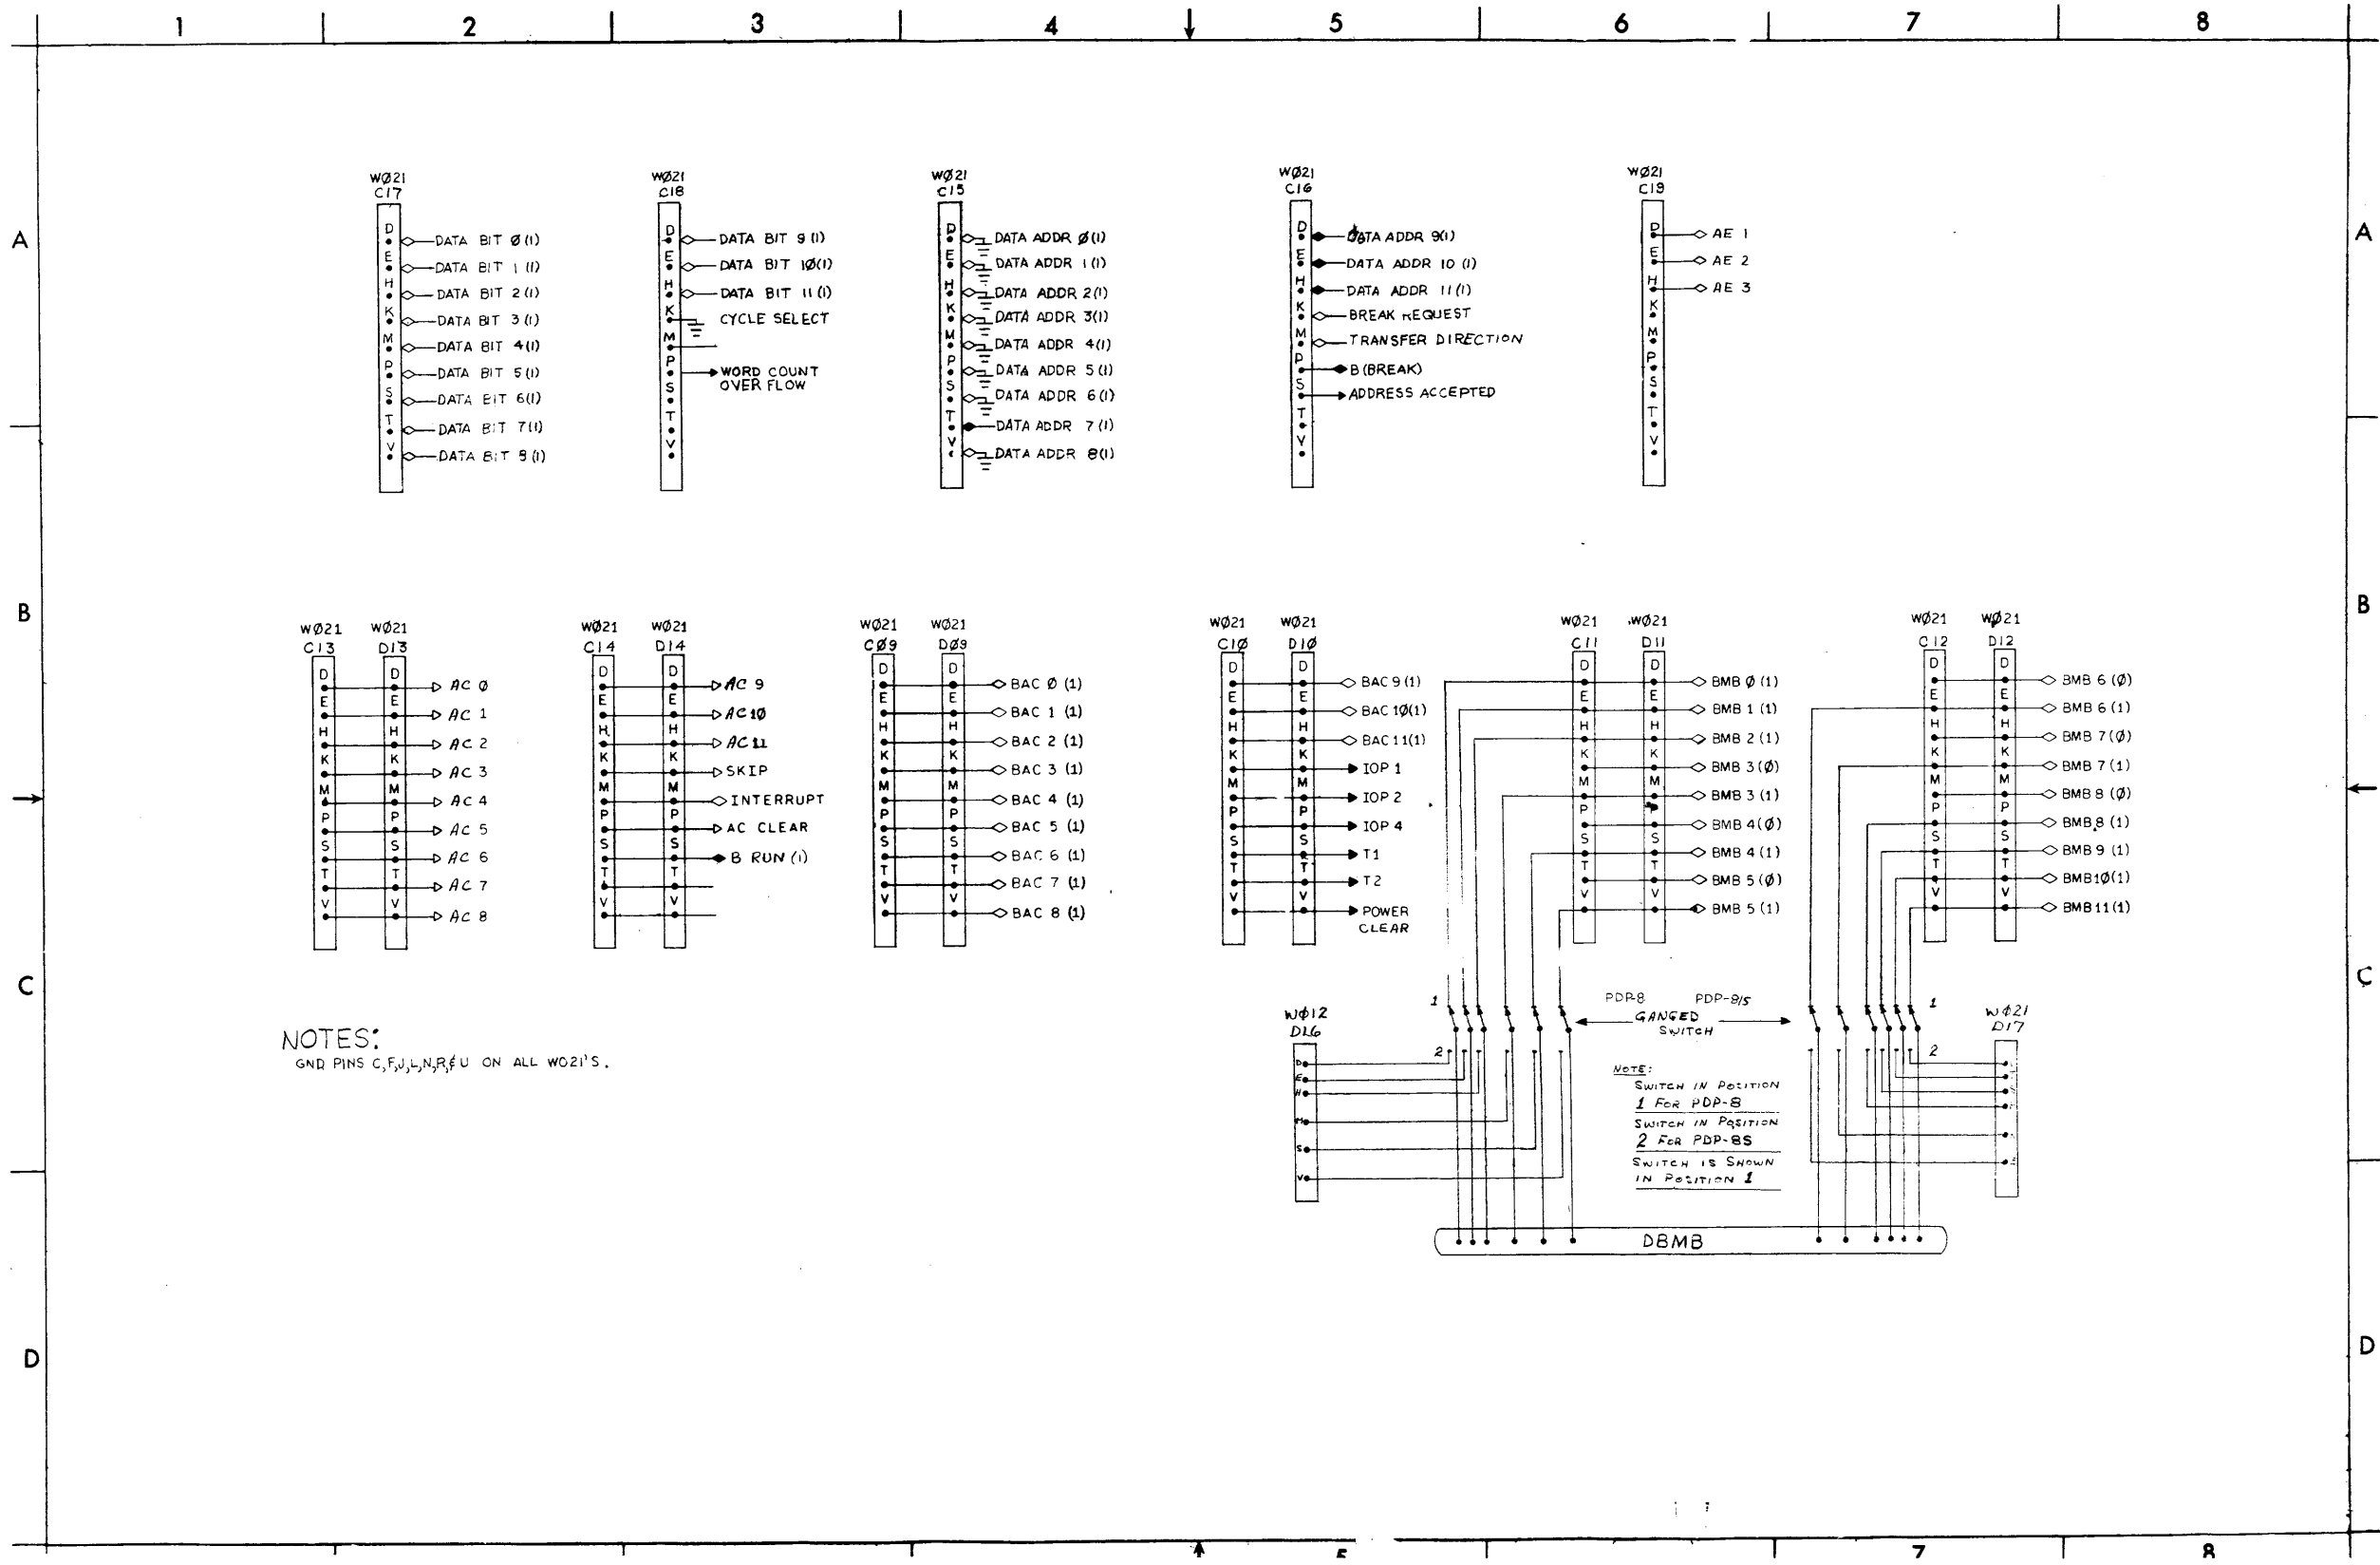 1 2 3 4 5 6 7 8
A A
WØ21
C17
D
E
H
K
M
P
S
T
V
DATA BIT Ø(1)
DATA BIT 1(1)
DATA BIT 2(1)
DATA BIT 3(1)
DATA BIT 4(1)
DATA BIT 5(1)
DATA BIT 6(1)
DATA BIT 7(1)
DATA BIT 8(1)
WØ21
C18
D
E
H
K
M
P
S
T
V
DATA BIT 9(1)
DATA BIT 1Ø(1)
DATA BIT 11(1)
CYCLE SELECT
WORD COUNT
OVER FLOW
WØ21
C15
D
E
H
K
M
P
S
T
V
DATA ADDR Ø(1)
DATA ADDR 1(1)
DATA ADDR 2(1)
DATA ADDR 3(1)
DATA ADDR 4(1)
DATA ADDR 5(1)
DATA ADDR 6(1)
DATA ADDR 7(1)
DATA ADDR 8(1)
WØ21
C16
D
E
H
K
M
P
S
T
V
DATA ADDR 9(1)
DATA ADDR 10(1)
DATA ADDR 11(1)
BREAK REQUEST
TRANSFER DIRECTION
B(BREAK)
ADDRESS ACCEPTED
WØ21
C19
D
E
H
K
M
P
S
T
V
AE 1
AE 2
AE 3
B B
WØ21 WØ21
C13 D13
D D
E E
H H
K K
M M
P P
S S
T T
V V
AC Ø
AC 1
AC 2
AC 3
AC 4
AC 5
AC 6
AC 7
AC 8
WØ21 WØ21
C14 D14
D D
E E
H H
K K
M M
P P
S S
T T
V V
AC 9
AC 1Ø
AC 11
SKIP
INTERRUPT
AC CLEAR
B RUN (1)
WØ21 WØ21
CØ9 DØ9
D D
E E
H H
K K
M M
P P
S S
T T
V V
BAC Ø (1)
BAC 1 (1)
BAC 2 (1)
BAC 3 (1)
BAC 4 (1)
BAC 5 (1)
BAC 6 (1)
BAC 7 (1)
BAC 8 (1)
WØ21 WØ21
C1Ø D1Ø
D D
E E
H H
K K
M M
P P
S S
T T
V V
BAC 9 (1)
BAC 1Ø(1)
BAC 11(1)
IOP 1
IOP 2
IOP 4
T1
T2
POWER
CLEAR
WØ21 WØ21
C11 D11
D D
E E
H H
K K
M M
P P
S S
T T
V V
BMB Ø (1)
BMB 1 (1)
BMB 2 (1)
BMB 3 (Ø)
BMB 3 (1)
BMB 4 (Ø)
BMB 4 (1)
BMB 5 (Ø)
BMB 5 (1)
WØ21 WØ21
C12 D12
D D
E E
H H
K K
M M
P P
S S
T T
V V
BMB 6 (Ø)
BMB 6 (1)
BMB 7 (Ø)
BMB 7 (1)
BMB 8 (Ø)
BMB 8 (1)
BMB 9 (1)
BMB1Ø(1)
BMB11(1)
C C
NOTES:
GND PINS C,F,J,L,N,R,& U ON ALL WO21'S.
WØ12
D16
D
E
H
M
S
V
1
2
PDP-8 PDP-8/S
GANGED
SWITCH
NOTE:
SWITCH IN POSITION
1 FOR PDP-8
SWITCH IN POSITION
2 FOR PDP-8S
SWITCH IS SHOWN
IN POSITION 1
1
2
WØ21
D17
DBMB
D D
7 8